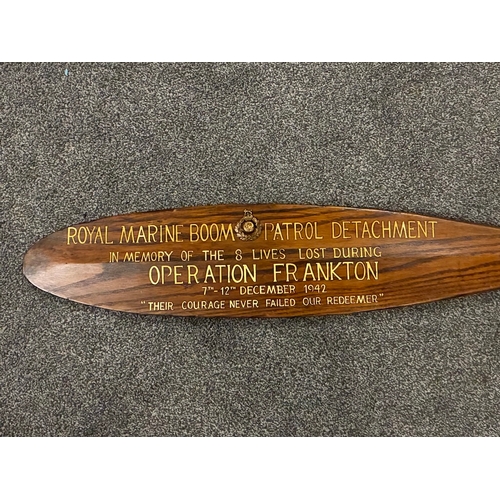 ROYAL MARINE BOOM PATROL DETACHMENT
IN MEMORY OF THE 8 LIVES LOST DURING
OPERATION FRANKTON
7TH - 12TH DECEMBER 1942
"THEIR COURAGE NEVER FAILED OUR REDEEMER"